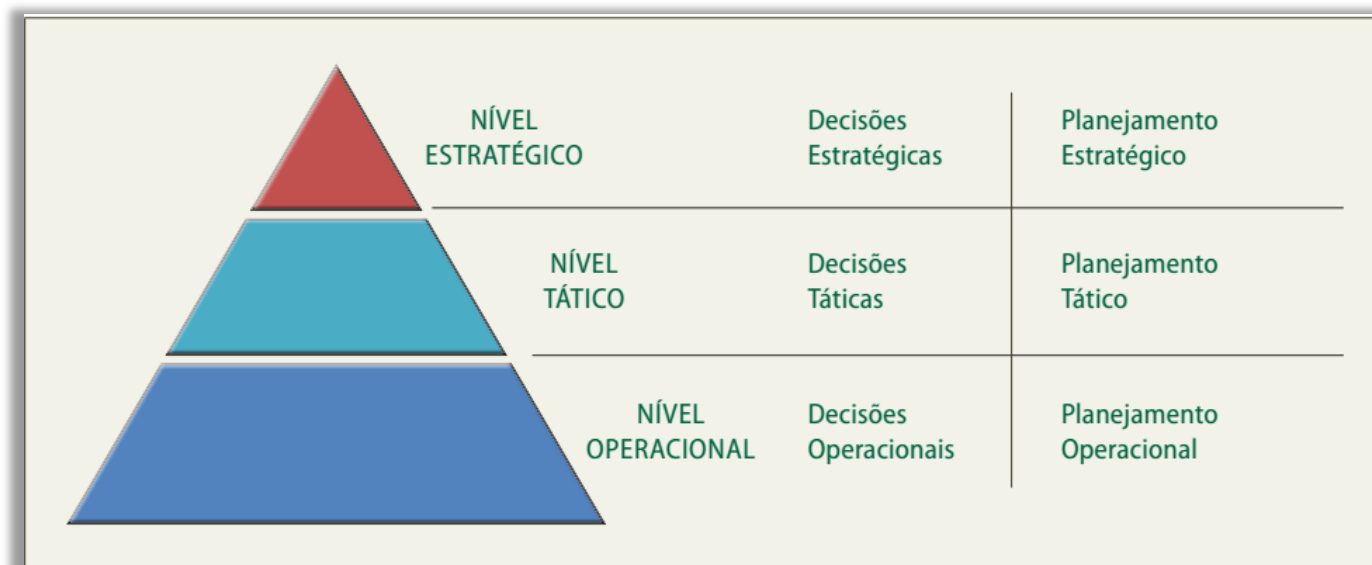 NÍVEL
ESTRATÉGICO
Decisões
Estratégicas
Planejamento
Estratégico
NÍVEL
TÁTICO
Decisões
Táticas
Planejamento
Tático
NÍVEL
OPERACIONAL
Decisões
Operacionais
Planejamento
Operacional